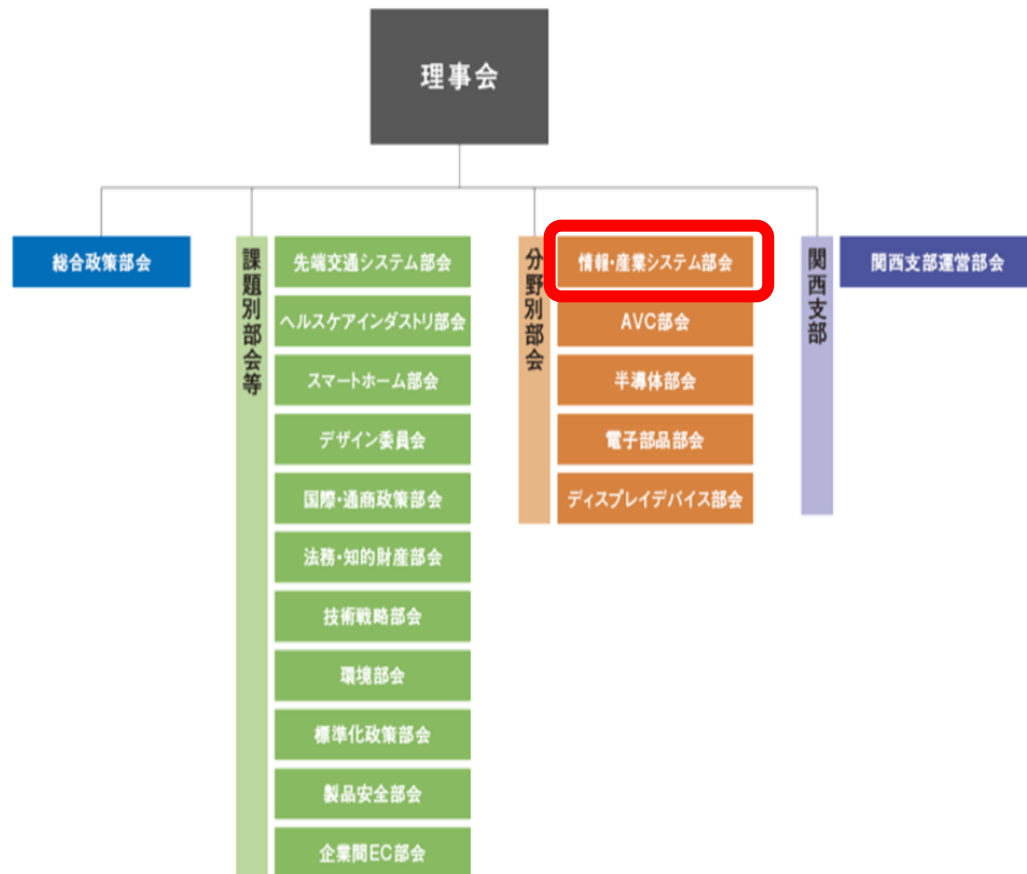 理事会
総合政策部会
課題別部会等
先端交通システム部会
ヘルスケアインダストリ部会
スマートホーム部会
デザイン委員会
国際・通商政策部会
法務・知的財産部会
技術戦略部会
環境部会
標準化政策部会
製品安全部会
企業間EC部会
分野別部会
情報・産業システム部会
AVC部会
半導体部会
電子部品部会
ディスプレイデバイス部会
関西支部
関西支部運営部会